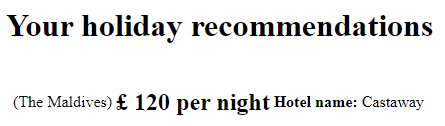 Your holiday recommendations
(The Maldives) £ 120 per night Hotel name: Castaway